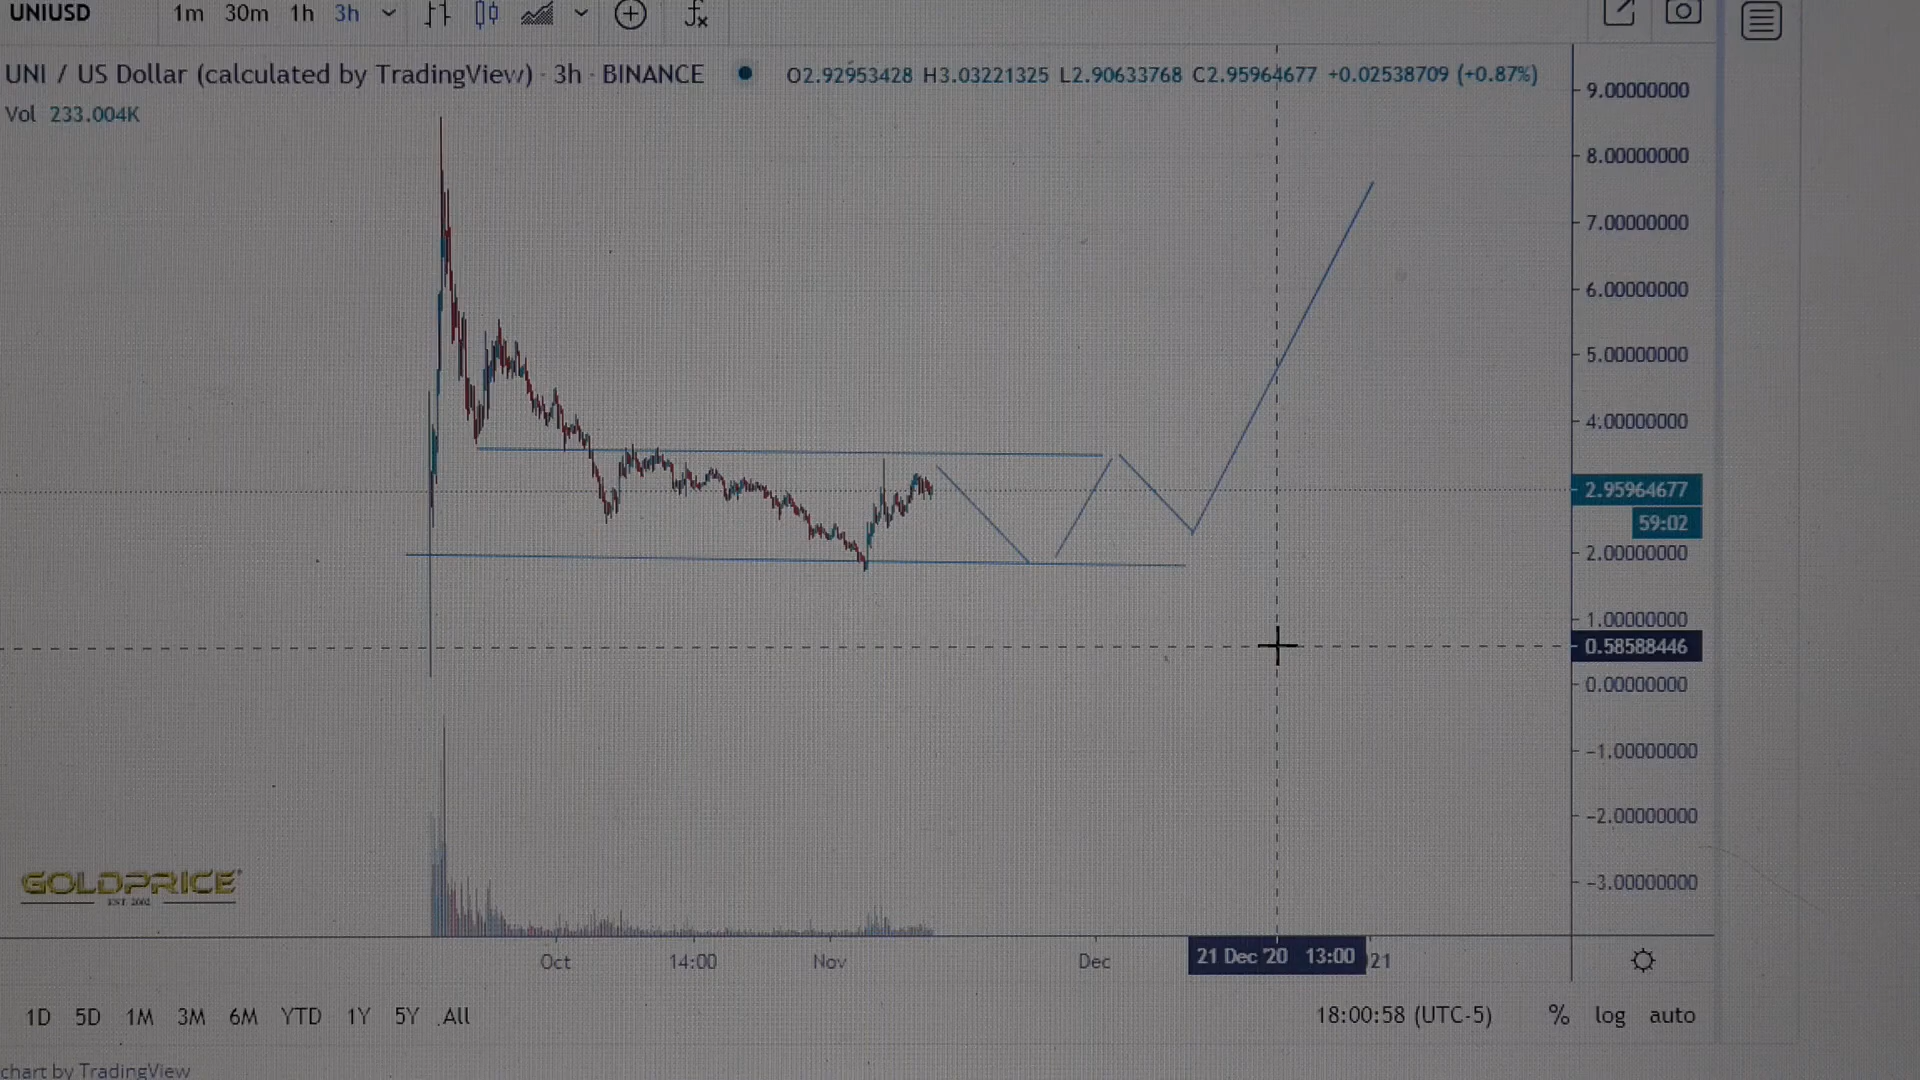 UNIUSD 1m 30m 1h 3h fx
UNI / US Dollar (calculated by TradingView) · 3h · BINANCE O2.92953428 H3.03221325 L2.90633768 C2.95964677 +0.02538709 (+0.87%)
Vol 233.004K
9.00000000
8.00000000
7.00000000
6.00000000
5.00000000
4.00000000
2.95964677
59:02
2.00000000
1.00000000
0.58588446
0.00000000
-1.00000000
-2.00000000
-3.00000000
GOLDPRICE
EST. 2002
Oct 14:00 Nov Dec 21 Dec '20 13:00 21
1D 5D 1M 3M 6M YTD 1Y 5Y All 18:00:58 (UTC-5) % log auto
chart by TradingView